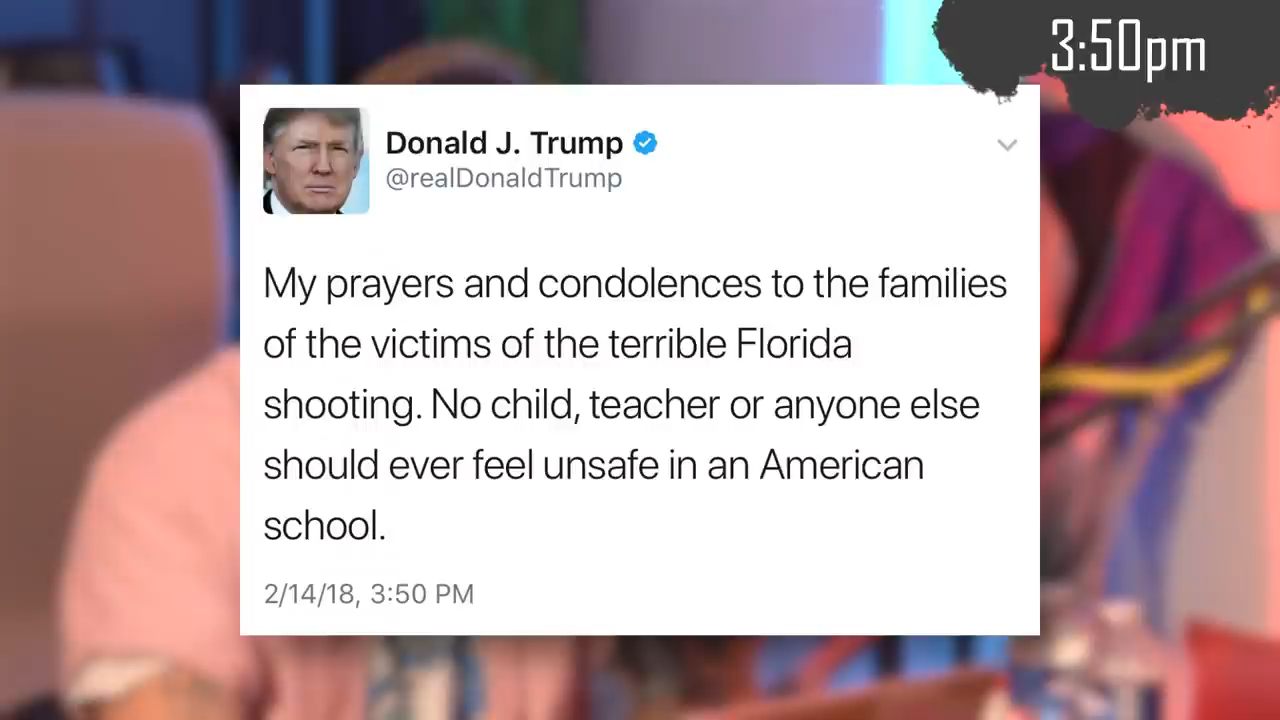 3:50pm
Donald J. Trump
@realDonaldTrump
My prayers and condolences to the families
of the victims of the terrible Florida
shooting. No child, teacher or anyone else
should ever feel unsafe in an American
school.
2/14/18, 3:50 PM